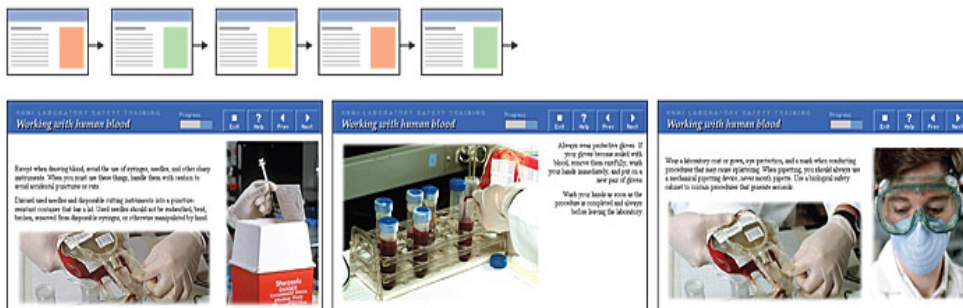 HHMI LABORATORY SAFETY TRAINING
Working with human blood
Progress
Exit
Help
Prev
Next
Except when drawing blood, avoid the use of syringes, needles, and other sharp
instruments. When you must use these things, handle them with caution to
avoid accidental punctures or cuts.
Discard used needles and disposable cutting instruments into a puncture-
resistant container that has a lid. Used needles should not be resheathed, bent,
broken, removed from disposable syringes, or otherwise manipulated by hand.
HHMI LABORATORY SAFETY TRAINING
Working with human blood
Progress
Exit
Help
Prev
Next
Always wear protective gloves. If
your gloves become soiled with
blood, remove them carefully, wash
your hands immediately, and put on a
new pair of gloves.
Wash your hands as soon as the
procedure is completed and always
before leaving the laboratory.
HHMI LABORATORY SAFETY TRAINING
Working with human blood
Progress
Exit
Help
Prev
Next
Wear a laboratory coat or gown, eye protection, and a mask when conducting
procedures that may cause splattering. When pipetting, you should always use
a mechanical pipetting device; never mouth pipette. Use a biological safety
cabinet to contain procedures that generate aerosols.